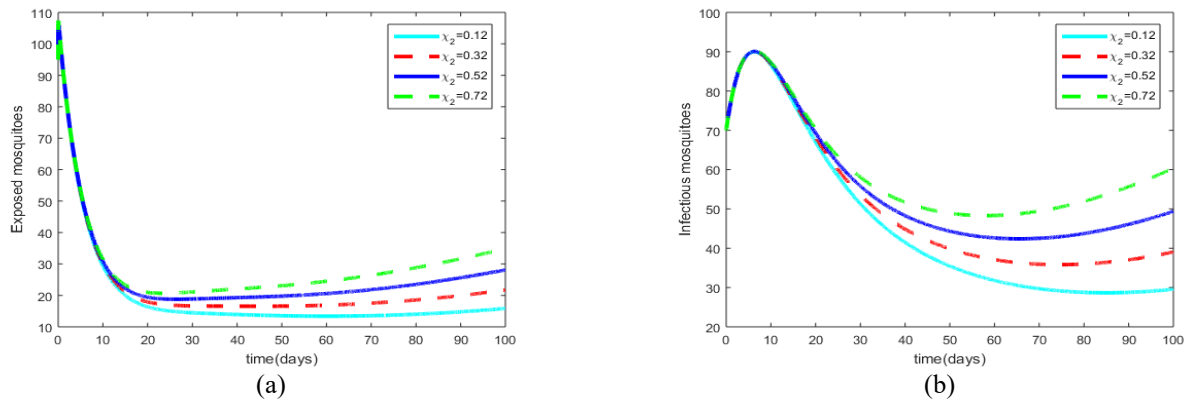 110
100
90
80
70
60
50
40
30
20
10
Exposed mosquitoes
0 10 20 30 40 50 60 70 80 90 100
time(days)
χ₂=0.12
χ₂=0.32
χ₂=0.52
χ₂=0.72
(a)
100
90
80
70
60
50
40
30
20
Infectious mosquitoes
0 10 20 30 40 50 60 70 80 90 100
time(days)
χ₂=0.12
χ₂=0.32
χ₂=0.52
χ₂=0.72
(b)